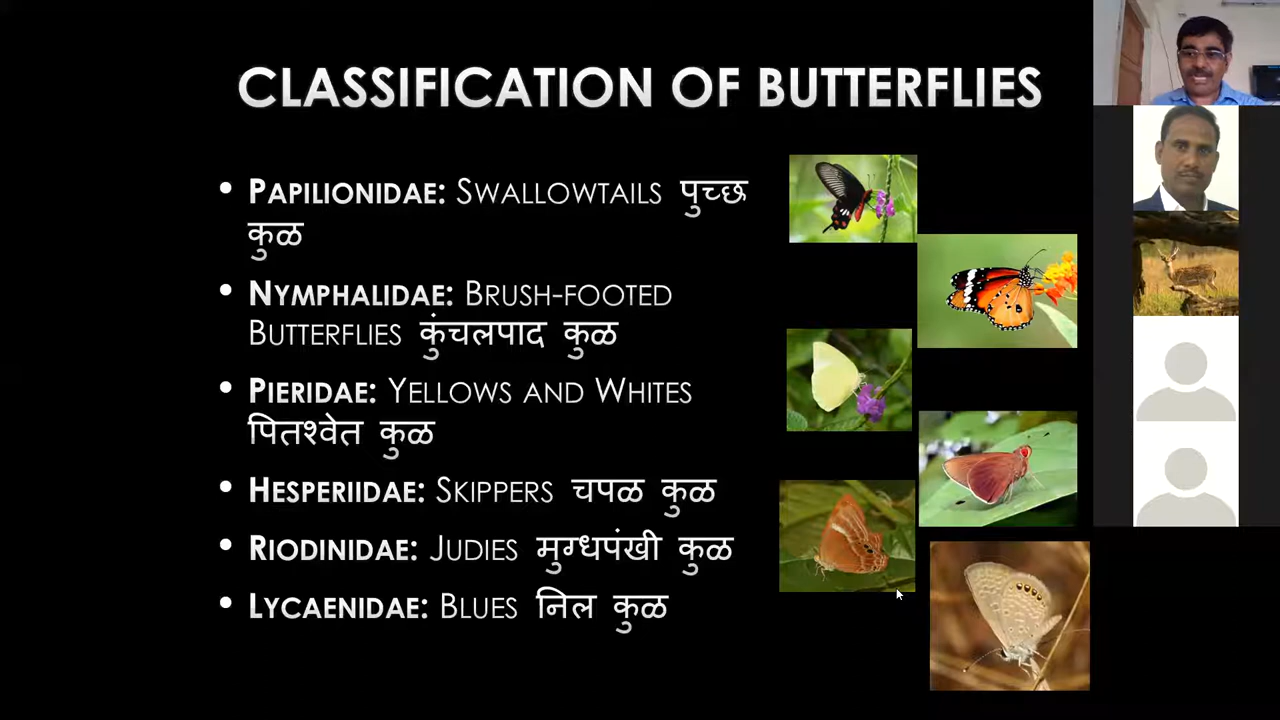 CLASSIFICATION OF BUTTERFLIES
• PAPILIONIDAE: SWALLOWTAILS पुच्छ
कुळ
• NYMPHALIDAE: BRUSH-FOOTED
BUTTERFLIES कुंचलपाद कुळ
• PIERIDAE: YELLOWS AND WHITES
पितश्वेत कुळ
• HESPERIIDAE: SKIPPERS चपळ कुळ
• RIODINIDAE: JUDIES मुग्धपंखी कुळ
• LYCAENIDAE: BLUES निल कुळ